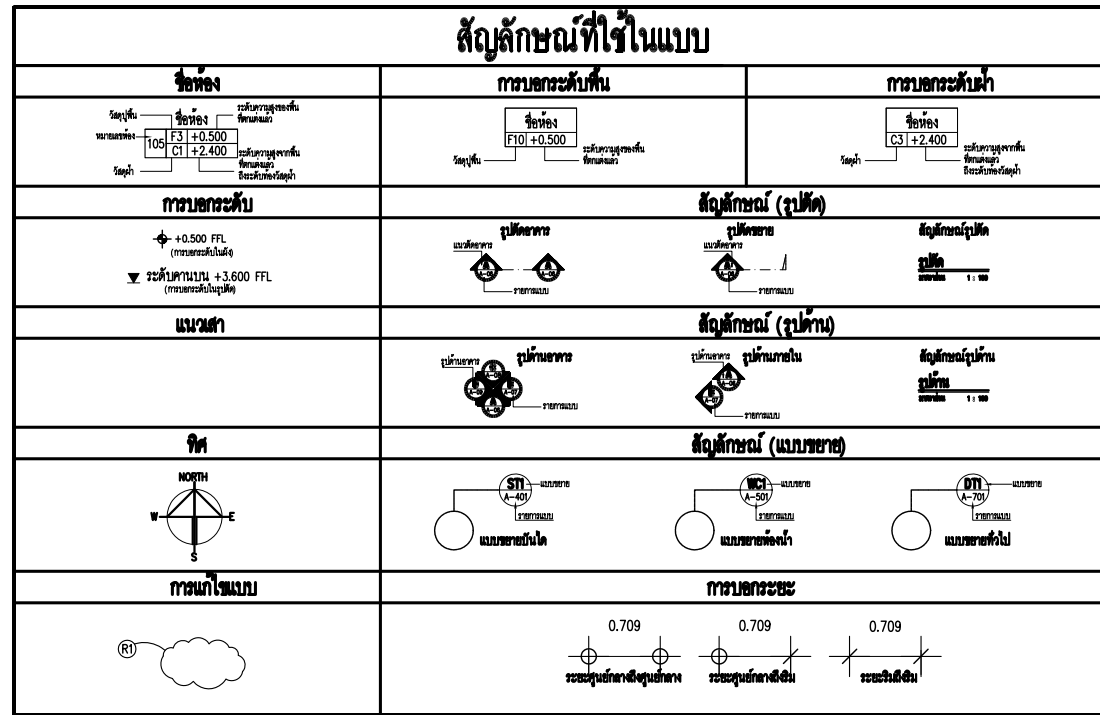 สัญลักษณ์ที่ใช้ในแบบ
ชื่อห้อง
การบอกระดับพื้น
การบอกระดับฝ้า
วัสดุปูพื้น
ชื่อห้อง
ระดับความสูงของพื้น
ที่ตกแต่งแล้ว
หมายเลขห้อง
105
F3 +0.500
C1 +2.400
วัสดุฝ้า
ระดับความสูงจากพื้น
ที่ตกแต่งแล้ว
ถึงระดับท้องวัสดุฝ้า
ชื่อห้อง
F10 +0.500
วัสดุปูพื้น
ระดับความสูงของพื้น
ที่ตกแต่งแล้ว
ชื่อห้อง
C3 +2.400
วัสดุฝ้า
ระดับความสูงจากพื้น
ที่ตกแต่งแล้ว
ถึงระดับท้องวัสดุฝ้า
การบอกระดับ
สัญลักษณ์ (รูปตัด)
+0.500 FFL
(การบอกระดับในผัง)
ระดับคานบน +3.600 FFL
(การบอกระดับในรูปตัด)
รูปตัดอาคาร
แนวตัดอาคาร
A-05
A-05
รายการแบบ
รูปตัดขยาย
แนวตัดอาคาร
A-05
รายการแบบ
สัญลักษณ์รูปตัด
รูปตัด
มาตราส่วน 1 : 100
แนวเสา
สัญลักษณ์ (รูปด้าน)
รูปด้านอาคาร
รูปด้านอาคาร
A-07
รายการแบบ
รูปด้านอาคาร
รูปด้านภายใน
A-07
รายการแบบ
สัญลักษณ์รูปด้าน
รูปด้าน
มาตราส่วน 1 : 100
ทิศ
สัญลักษณ์ (แบบขยาย)
NORTH
W
E
S
ST1
แบบขยาย
A-401
รายการแบบ
แบบขยายบันได
WC1
แบบขยาย
A-501
รายการแบบ
แบบขยายห้องน้ำ
DT1
แบบขยาย
A-701
รายการแบบ
แบบขยายทั่วไป
การแก้ไขแบบ
การบอกระยะ
R1
0.709
0.709
0.709
ระยะศูนย์กลางถึงศูนย์กลาง
ระยะศูนย์กลางถึงริม
ระยะริมถึงริม